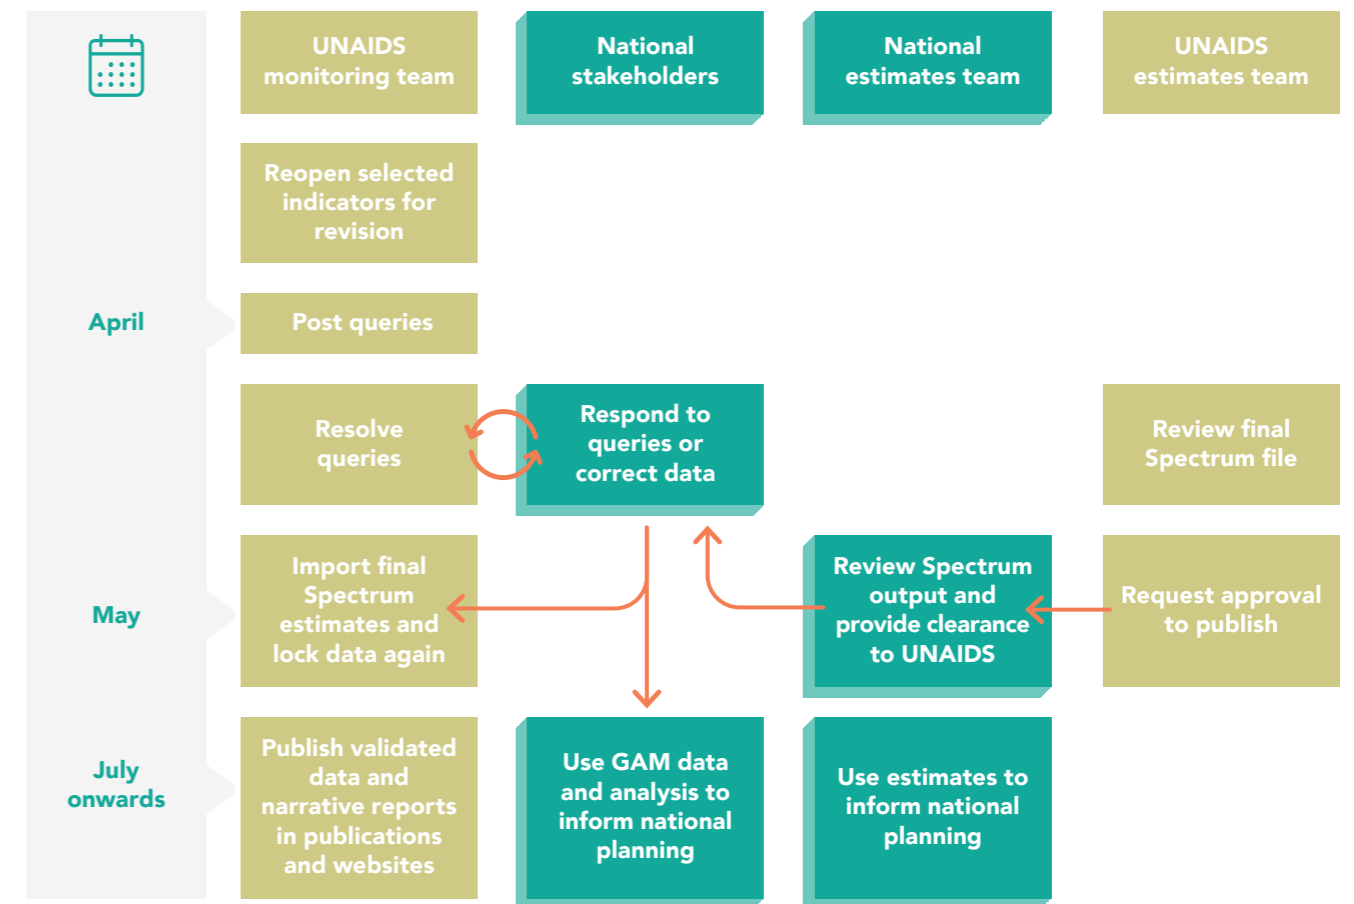 UNAIDS
monitoring team
National
stakeholders
National
estimates team
UNAIDS
estimates team
Reopen selected
indicators for
revision
April
Post queries
Resolve
queries
Respond to
queries or
correct data
Review final
Spectrum file
May
Import final
Spectrum
estimates and
lock data again
Review Spectrum
output and
provide clearance
to UNAIDS
Request approval
to publish
July
onwards
Publish validated
data and
narrative reports
in publications
and websites
Use GAM data
and analysis to
inform national
planning
Use estimates to
inform national
planning